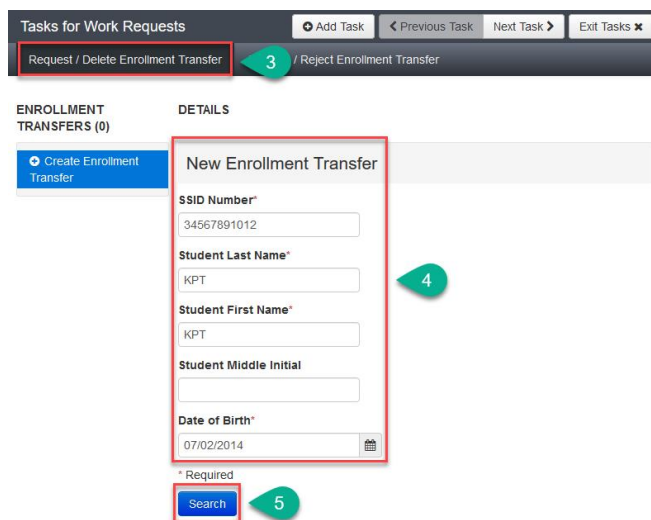 Tasks for Work Requests
Add Task
Previous Task
Next Task
Exit Tasks
Request / Delete Enrollment Transfer
3
/ Reject Enrollment Transfer
ENROLLMENT
TRANSFERS (0)
DETAILS
Create Enrollment
Transfer
New Enrollment Transfer
SSID Number*
34567891012
Student Last Name*
KPT
4
Student First Name*
KPT
Student Middle Initial
Date of Birth*
07/02/2014
* Required
Search
5